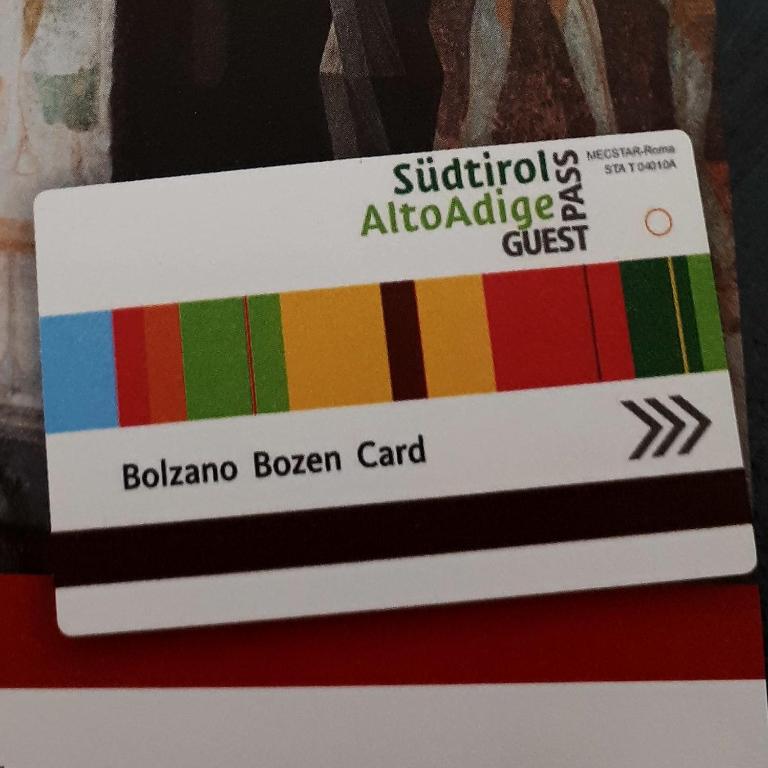 Südtirol
AltoAdige
GUEST
PASS
MECSTAR-Roma
STA T 04010A
Bolzano Bozen Card